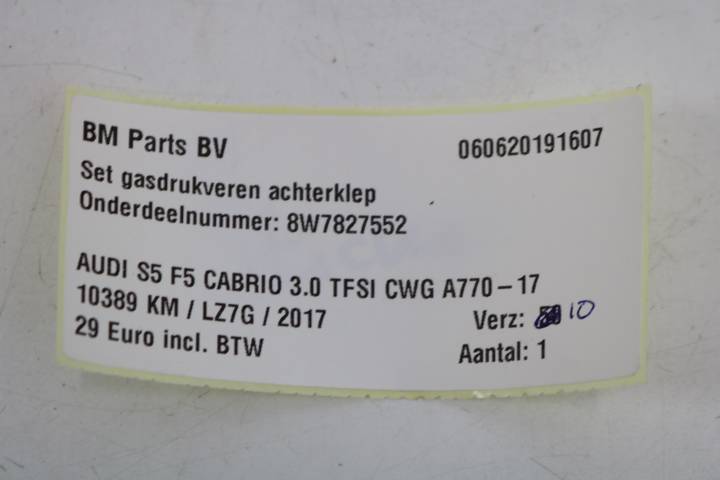 BM Parts BV 060620191607
Set gasdrukveren achterklep
Onderdeelnummer: 8W7827552
AUDI S5 F5 CABRIO 3.0 TFSI CWG A770-17
10389 KM / LZ7G / 2017 Verz: 10
29 Euro incl. BTW Aantal: 1